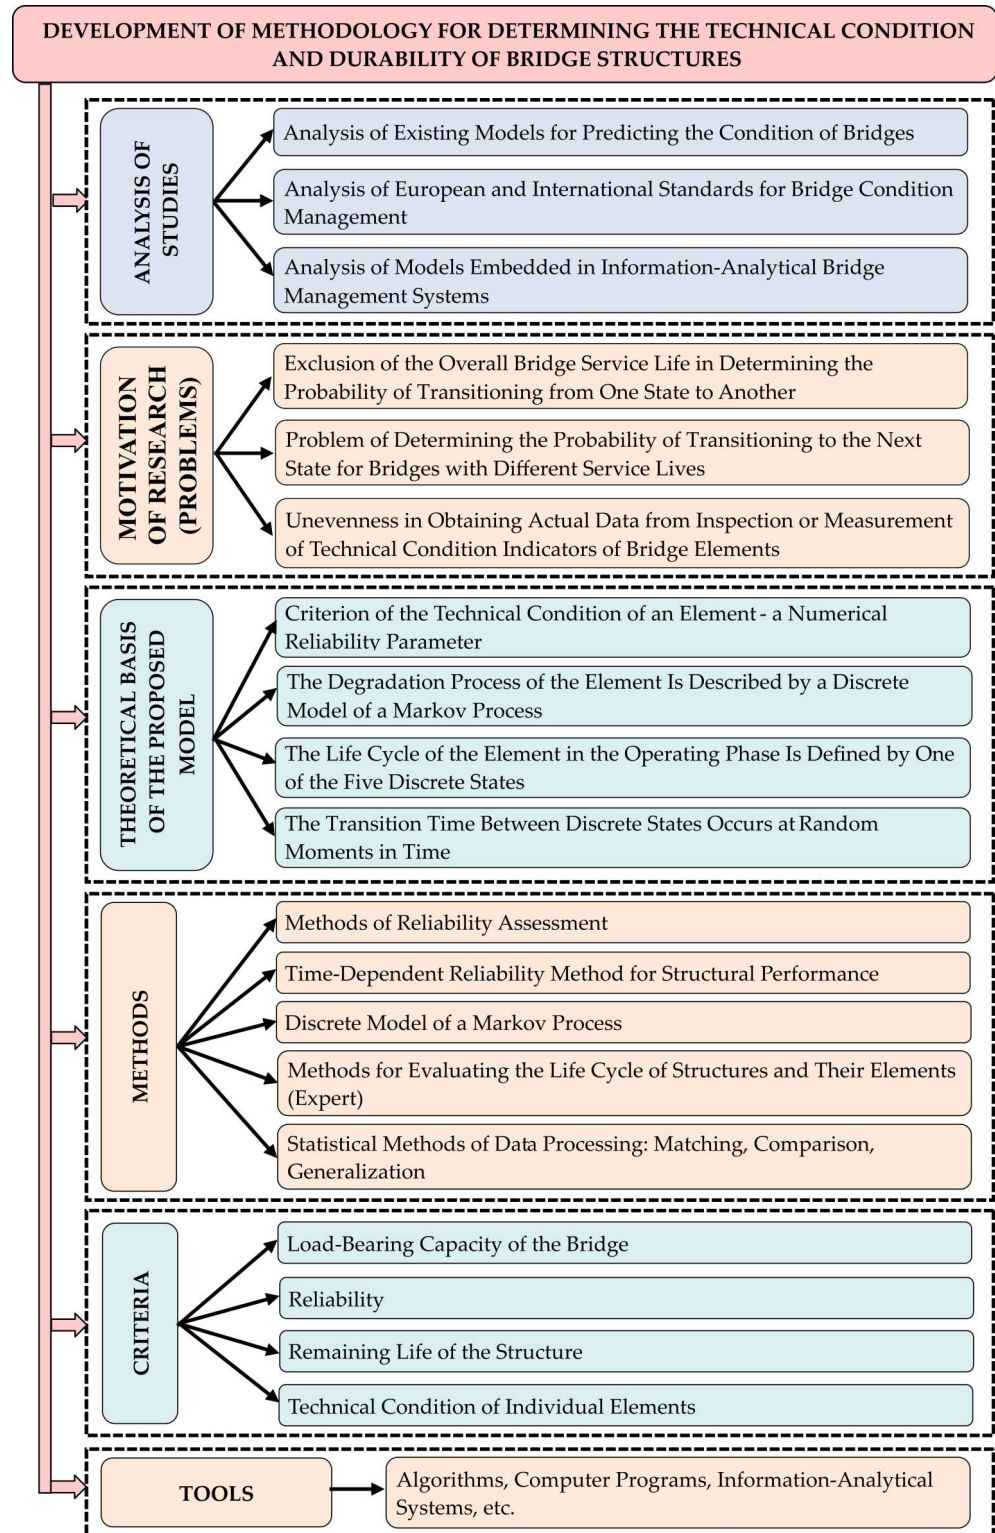 DEVELOPMENT OF METHODOLOGY FOR DETERMINING THE TECHNICAL CONDITION
AND DURABILITY OF BRIDGE STRUCTURES
ANALYSIS OF
STUDIES
Analysis of Existing Models for Predicting the Condition of Bridges
Analysis of European and International Standards for Bridge Condition
Management
Analysis of Models Embedded in Information-Analytical Bridge
Management Systems
MOTIVATION
OF RESEARCH
(PROBLEMS)
Exclusion of the Overall Bridge Service Life in Determining the
Probability of Transitioning from One State to Another
Problem of Determining the Probability of Transitioning to the Next
State for Bridges with Different Service Lives
Unevenness in Obtaining Actual Data from Inspection or Measurement
of Technical Condition Indicators of Bridge Elements
THEORETICAL BASIS
OF THE PROPOSED
MODEL
Criterion of the Technical Condition of an Element - a Numerical
Reliability Parameter
The Degradation Process of the Element Is Described by a Discrete
Model of a Markov Process
The Life Cycle of the Element in the Operating Phase Is Defined by One
of the Five Discrete States
The Transition Time Between Discrete States Occurs at Random
Moments in Time
METHODS
Methods of Reliability Assessment
Time-Dependent Reliability Method for Structural Performance
Discrete Model of a Markov Process
Methods for Evaluating the Life Cycle of Structures and Their Elements
(Expert)
Statistical Methods of Data Processing: Matching, Comparison,
Generalization
CRITERIA
Load-Bearing Capacity of the Bridge
Reliability
Remaining Life of the Structure
Technical Condition of Individual Elements
TOOLS
Algorithms, Computer Programs, Information-Analytical
Systems, etc.